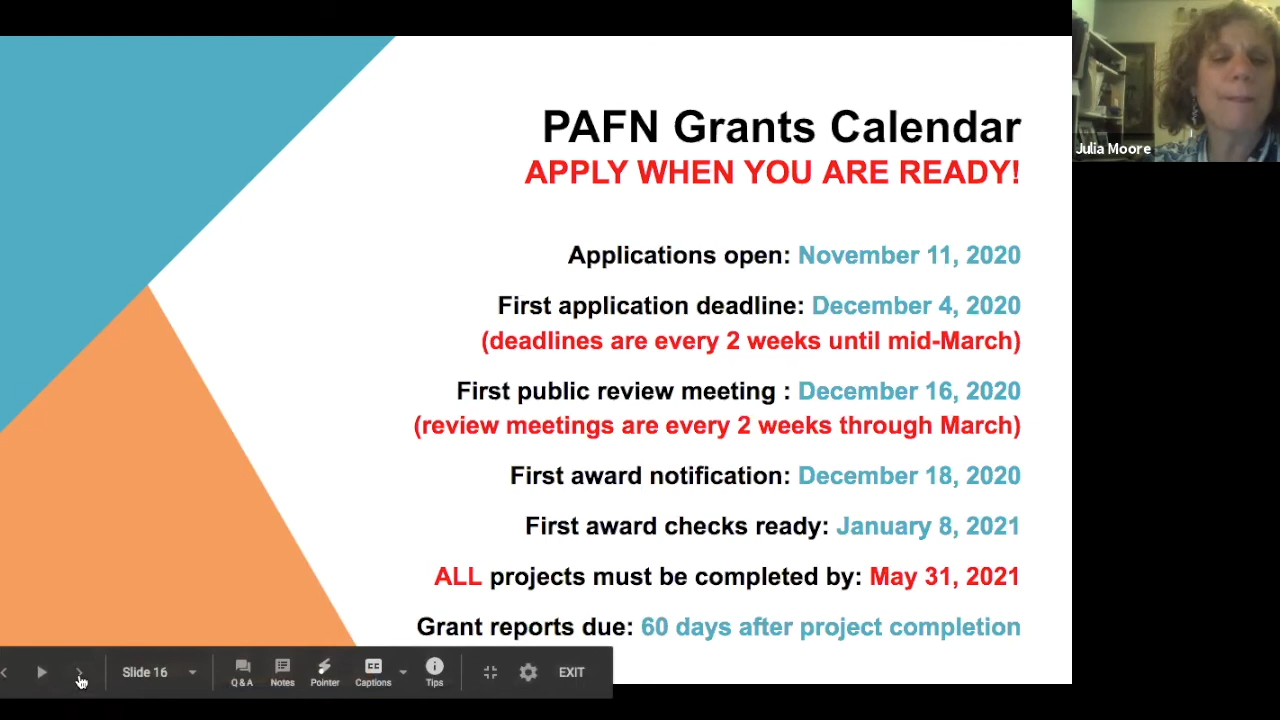 PAFN Grants Calendar
APPLY WHEN YOU ARE READY!
Applications open: November 11, 2020
First application deadline: December 4, 2020
(deadlines are every 2 weeks until mid-March)
First public review meeting : December 16, 2020
(review meetings are every 2 weeks through March)
First award notification: December 18, 2020
First award checks ready: January 8, 2021
ALL projects must be completed by: May 31, 2021
Grant reports due: 60 days after project completion
Julia Moore
Slide 16
Q&A
Notes
Pointer
CC
Captions
Tips
EXIT